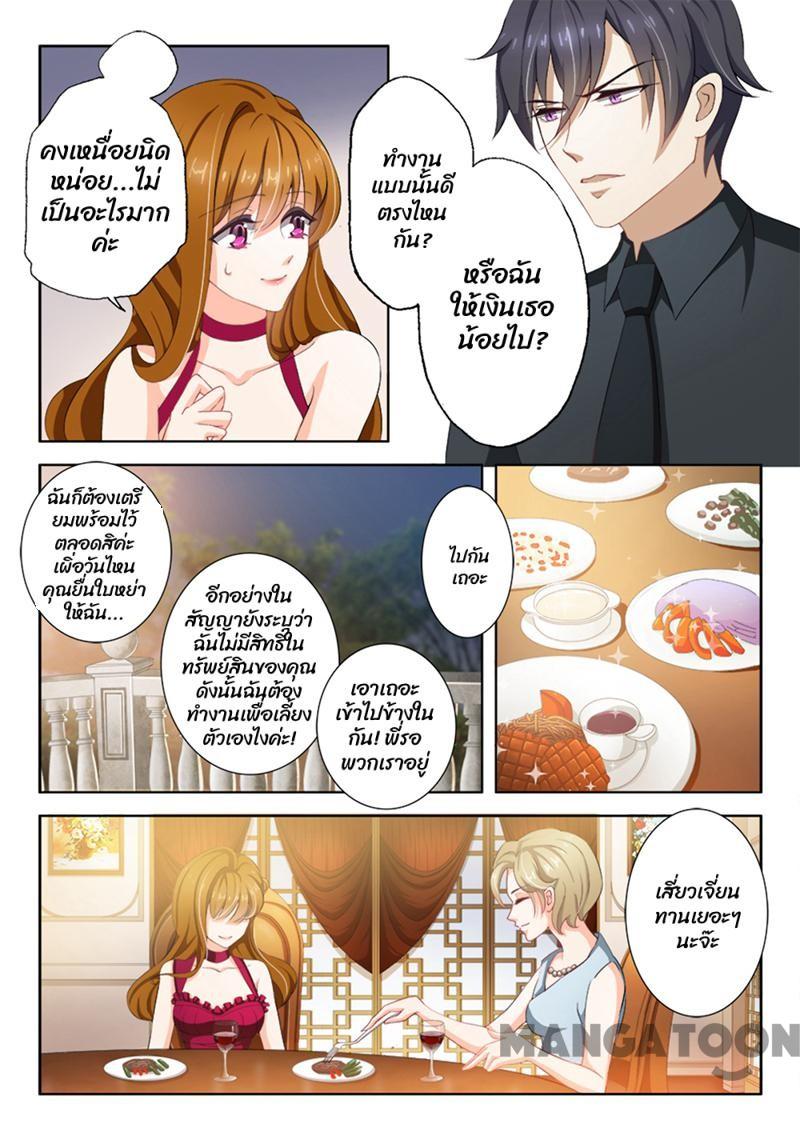 คงเหนื่อยนิด
หน่อย...ไม่
เป็นอะไรมาก
ค่ะ
ทำงาน
แบบนั้นดี
ตรงไหน
กัน?
หรือฉัน
ให้เงินเธอ
น้อยไป?
ฉันก็ต้องเตรี
ยมพร้อมไว้
ตลอดสิค่ะ
เผื่อวันไหน
คุณยื่นใบหย่า
ให้ฉัน...
อีกอย่างใน
สัญญายังระบุว่า
ฉันไม่มีสิทธิ์ใน
ทรัพย์สินของคุณ
ดังนั้นฉันต้อง
ทำงานเพื่อเลี้ยง
ตัวเองไงค่ะ!
เอาเถอะ
เข้าไปข้างใน
กัน! พี่รอ
พวกเราอยู่
ไปกัน
เถอะ
เสี่ยวเจี่ยน
ทานเยอะๆ
นะจ๊ะ
MANGATOON